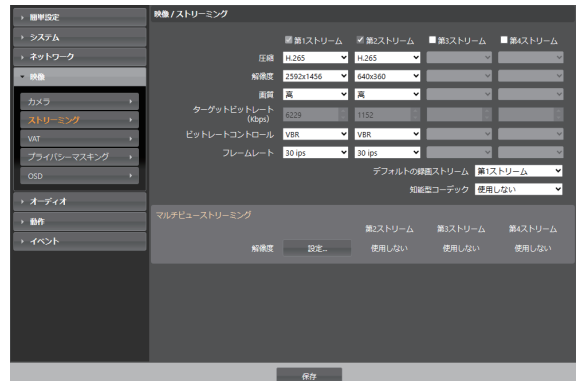 簡単設定
システム
ネットワーク
映像
カメラ
ストリーミング
VAT
プライバシーマスキング
OSD
オーディオ
動作
イベント
映像 / ストリーミング
第1ストリーム 第2ストリーム 第3ストリーム 第4ストリーム
圧縮 H.265 H.265
解像度 2592x1456 640x360
画質 高 高
ターゲットビットレート (Kbps) 6229 1152
ビットレートコントロール VBR VBR
フレームレート 30 ips 30 ips
デフォルトの録画ストリーム 第1ストリーム
知能型コーデック 使用しない
マルチビューストリーミング
第2ストリーム 第3ストリーム 第4ストリーム
解像度 設定... 使用しない 使用しない 使用しない
保存